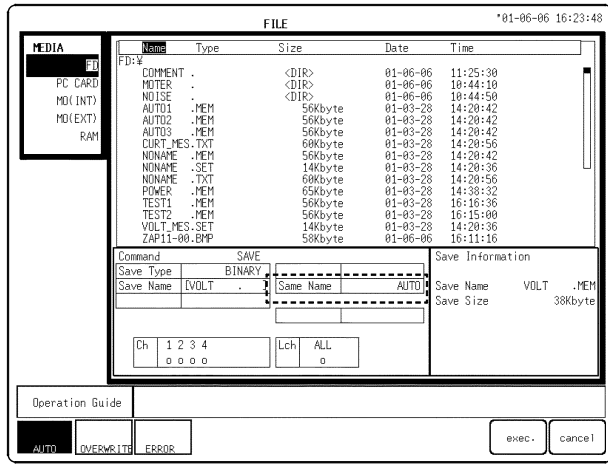 FILE
'01-06-06 16:23:48
MEDIA
FD
PC CARD
MO(INT)
MO(EXT)
RAM
Name Type Size Date Time
FD:¥
COMMENT . <DIR> 01-06-06 11:25:30
MOTER . <DIR> 01-06-06 10:44:10
NOISE . <DIR> 01-06-06 10:44:50
AUTO1 .MEM 56Kbyte 01-03-28 14:20:42
AUTO2 .MEM 56Kbyte 01-03-28 14:20:42
AUTO3 .MEM 56Kbyte 01-03-28 14:20:42
CURT_MES.TXT 60Kbyte 01-03-28 14:20:56
NONAME .MEM 56Kbyte 01-03-28 14:20:42
NONAME .SET 14Kbyte 01-03-28 14:20:36
NONAME .TXT 60Kbyte 01-03-28 14:20:56
POWER .MEM 65Kbyte 01-03-28 14:38:32
TEST1 .MEM 56Kbyte 01-03-28 16:16:36
TEST2 .MEM 56Kbyte 01-03-28 16:15:00
VOLT_MES.SET 14Kbyte 01-03-28 14:20:36
ZAP11-00.BMP 58Kbyte 01-06-06 16:11:16
Command SAVE
Save Type BINARY
Save Name [VOLT . ] Same Name AUTO
Ch 1 2 3 4
o o o o
Lch ALL
o
Save Information
Save Name VOLT .MEM
Save Size 38Kbyte
Operation Guide
AUTO OVERWRITE ERROR exec. cancel